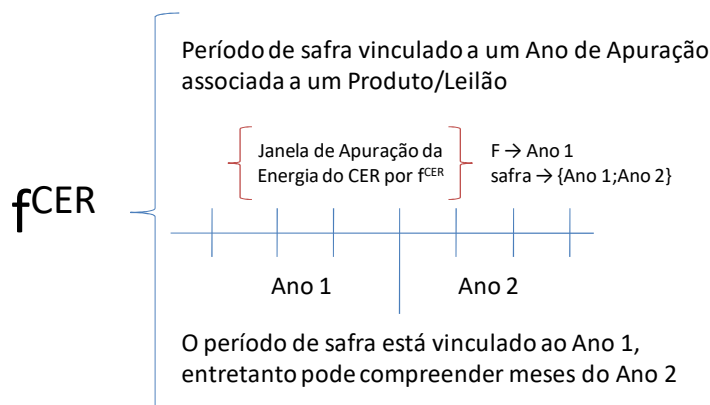 Período de safra vinculado a um Ano de Apuração
associada a um Produto/Leilão
Janela de Apuração da
Energia do CER por fᶜᴱᴿ
F → Ano 1
safra → {Ano 1;Ano 2}
fᶜᴱᴿ
Ano 1
Ano 2
O período de safra está vinculado ao Ano 1,
entretanto pode compreender meses do Ano 2